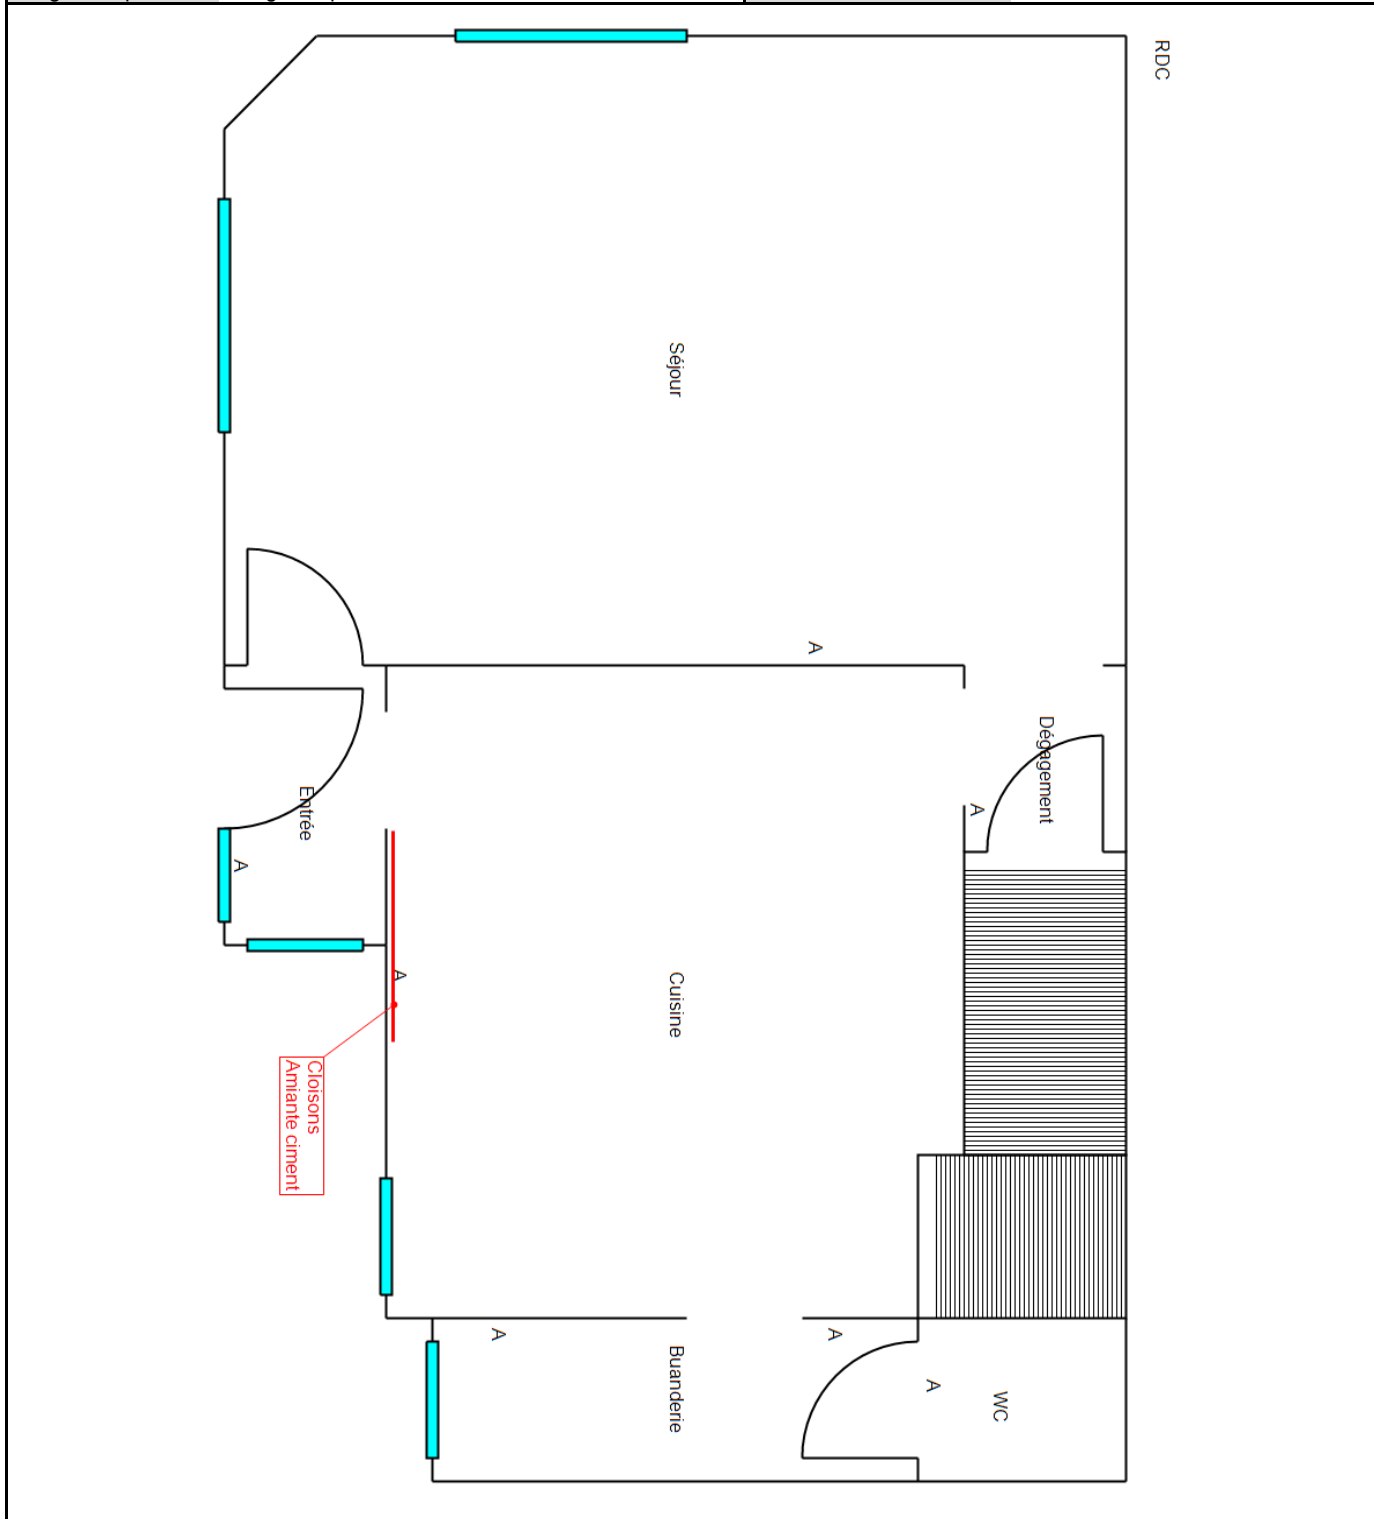 RDC
Séjour
A
Dégagement
A
Entrée
A
A
Cuisine
Cloisons
Amiante ciment
A
A
Buanderie
A
WC